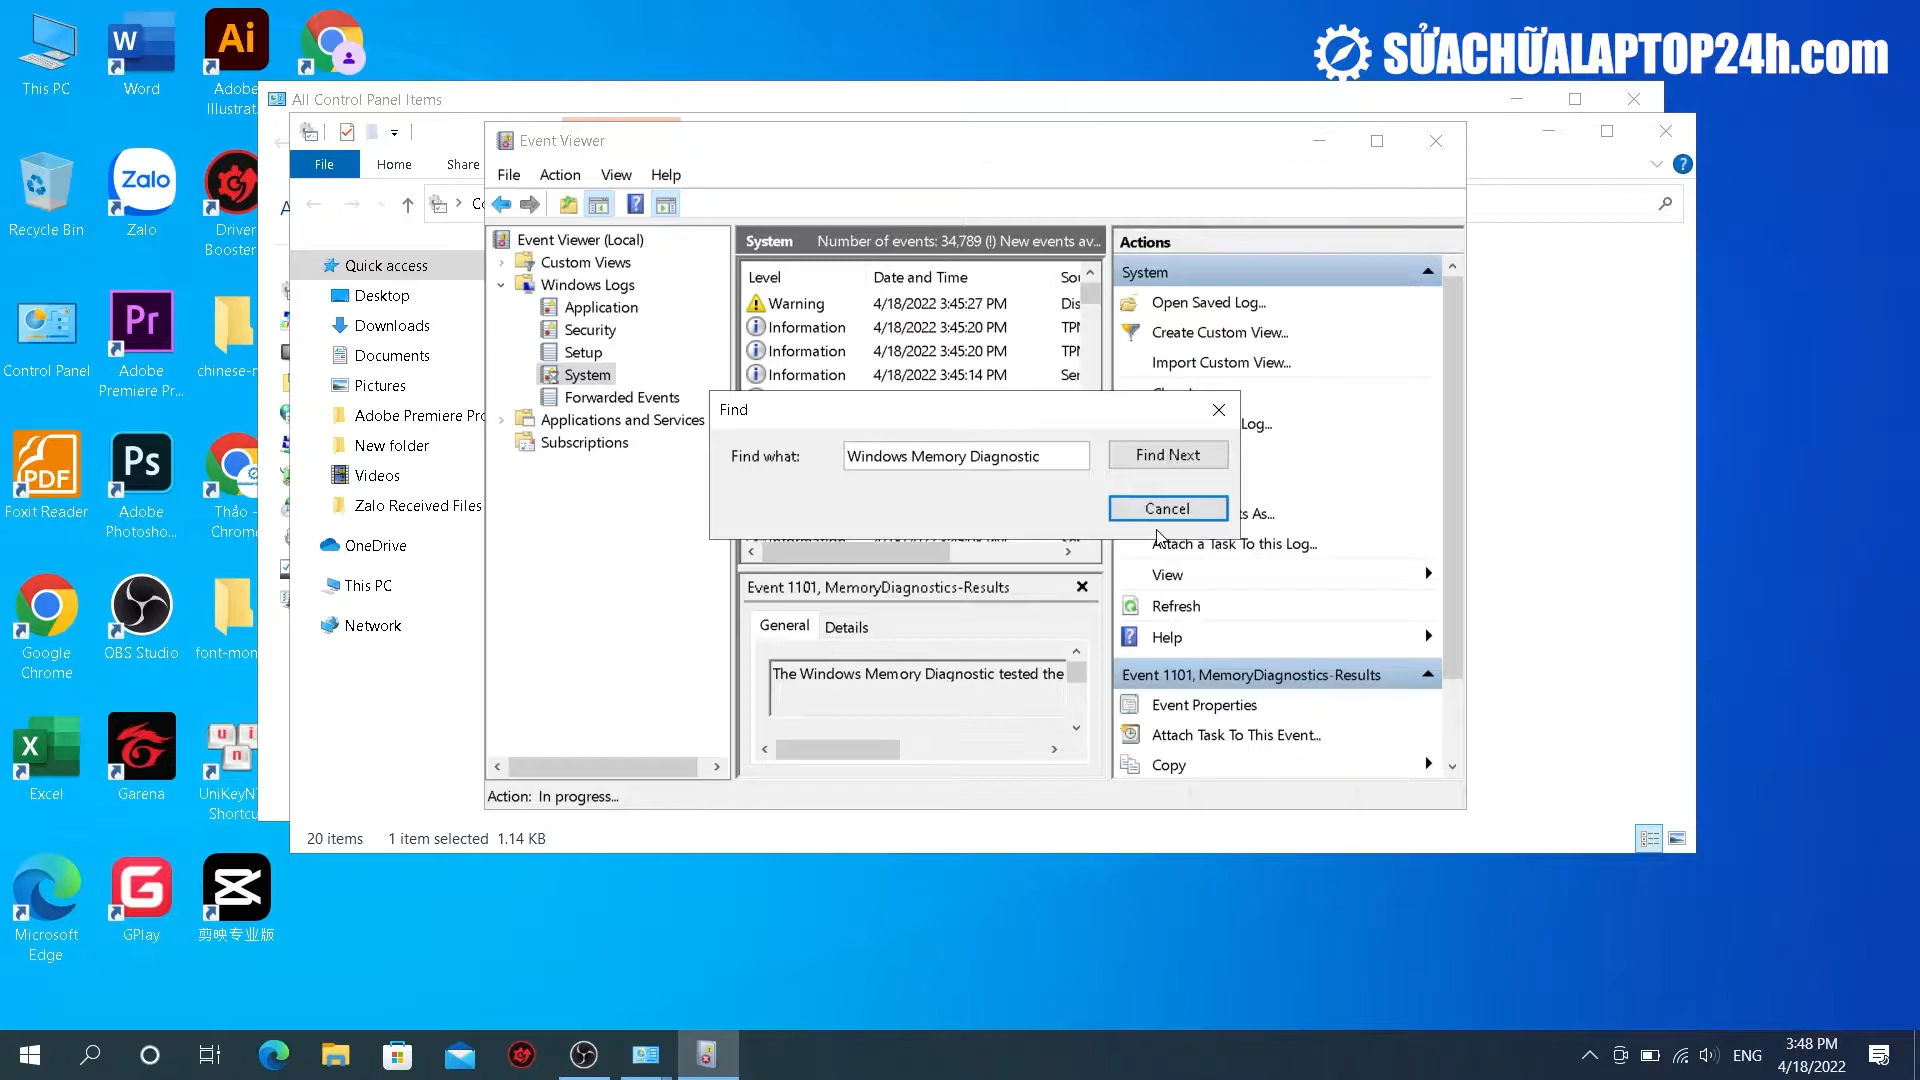 SỬACHỮALAPTOP24h.com
This PC
Word
Adobe
Illustrat...
Recycle Bin
Zalo
Driver
Booster
Control Panel
Adobe
Premiere Pr...
chinese-r
Foxit Reader
Adobe
Photosho...
Thảo -
Chrom
Google
Chrome
OBS Studio
font-mon
Excel
Garena
UniKeyN
Shortcu
Microsoft
Edge
GPlay
剪映专业版
All Control Panel Items
File
Home
Share
Quick access
Desktop
Downloads
Documents
Pictures
Adobe Premiere Pro
New folder
Videos
Zalo Received Files
OneDrive
This PC
Network
20 items
1 item selected 1.14 KB
Event Viewer
File Action View Help
Event Viewer (Local)
Custom Views
Windows Logs
Application
Security
Setup
System
Forwarded Events
Applications and Services
Subscriptions
System Number of events: 34,789 (!) New events av...
Level Date and Time Sou
Warning 4/18/2022 3:45:27 PM Dis
Information 4/18/2022 3:45:20 PM TPM
Information 4/18/2022 3:45:20 PM TPM
Information 4/18/2022 3:45:14 PM Ser
Find
Find what:
Windows Memory Diagnostic
Find Next
Cancel
Event 1101, MemoryDiagnostics-Results
General
Details
The Windows Memory Diagnostic tested the
Actions
System
Open Saved Log...
Create Custom View...
Import Custom View...
Log...
ts As...
Attach a Task To this Log...
View
Refresh
Help
Event 1101, MemoryDiagnostics-Results
Event Properties
Attach Task To This Event...
Copy
Action: In progress...
ENG
3:48 PM
4/18/2022